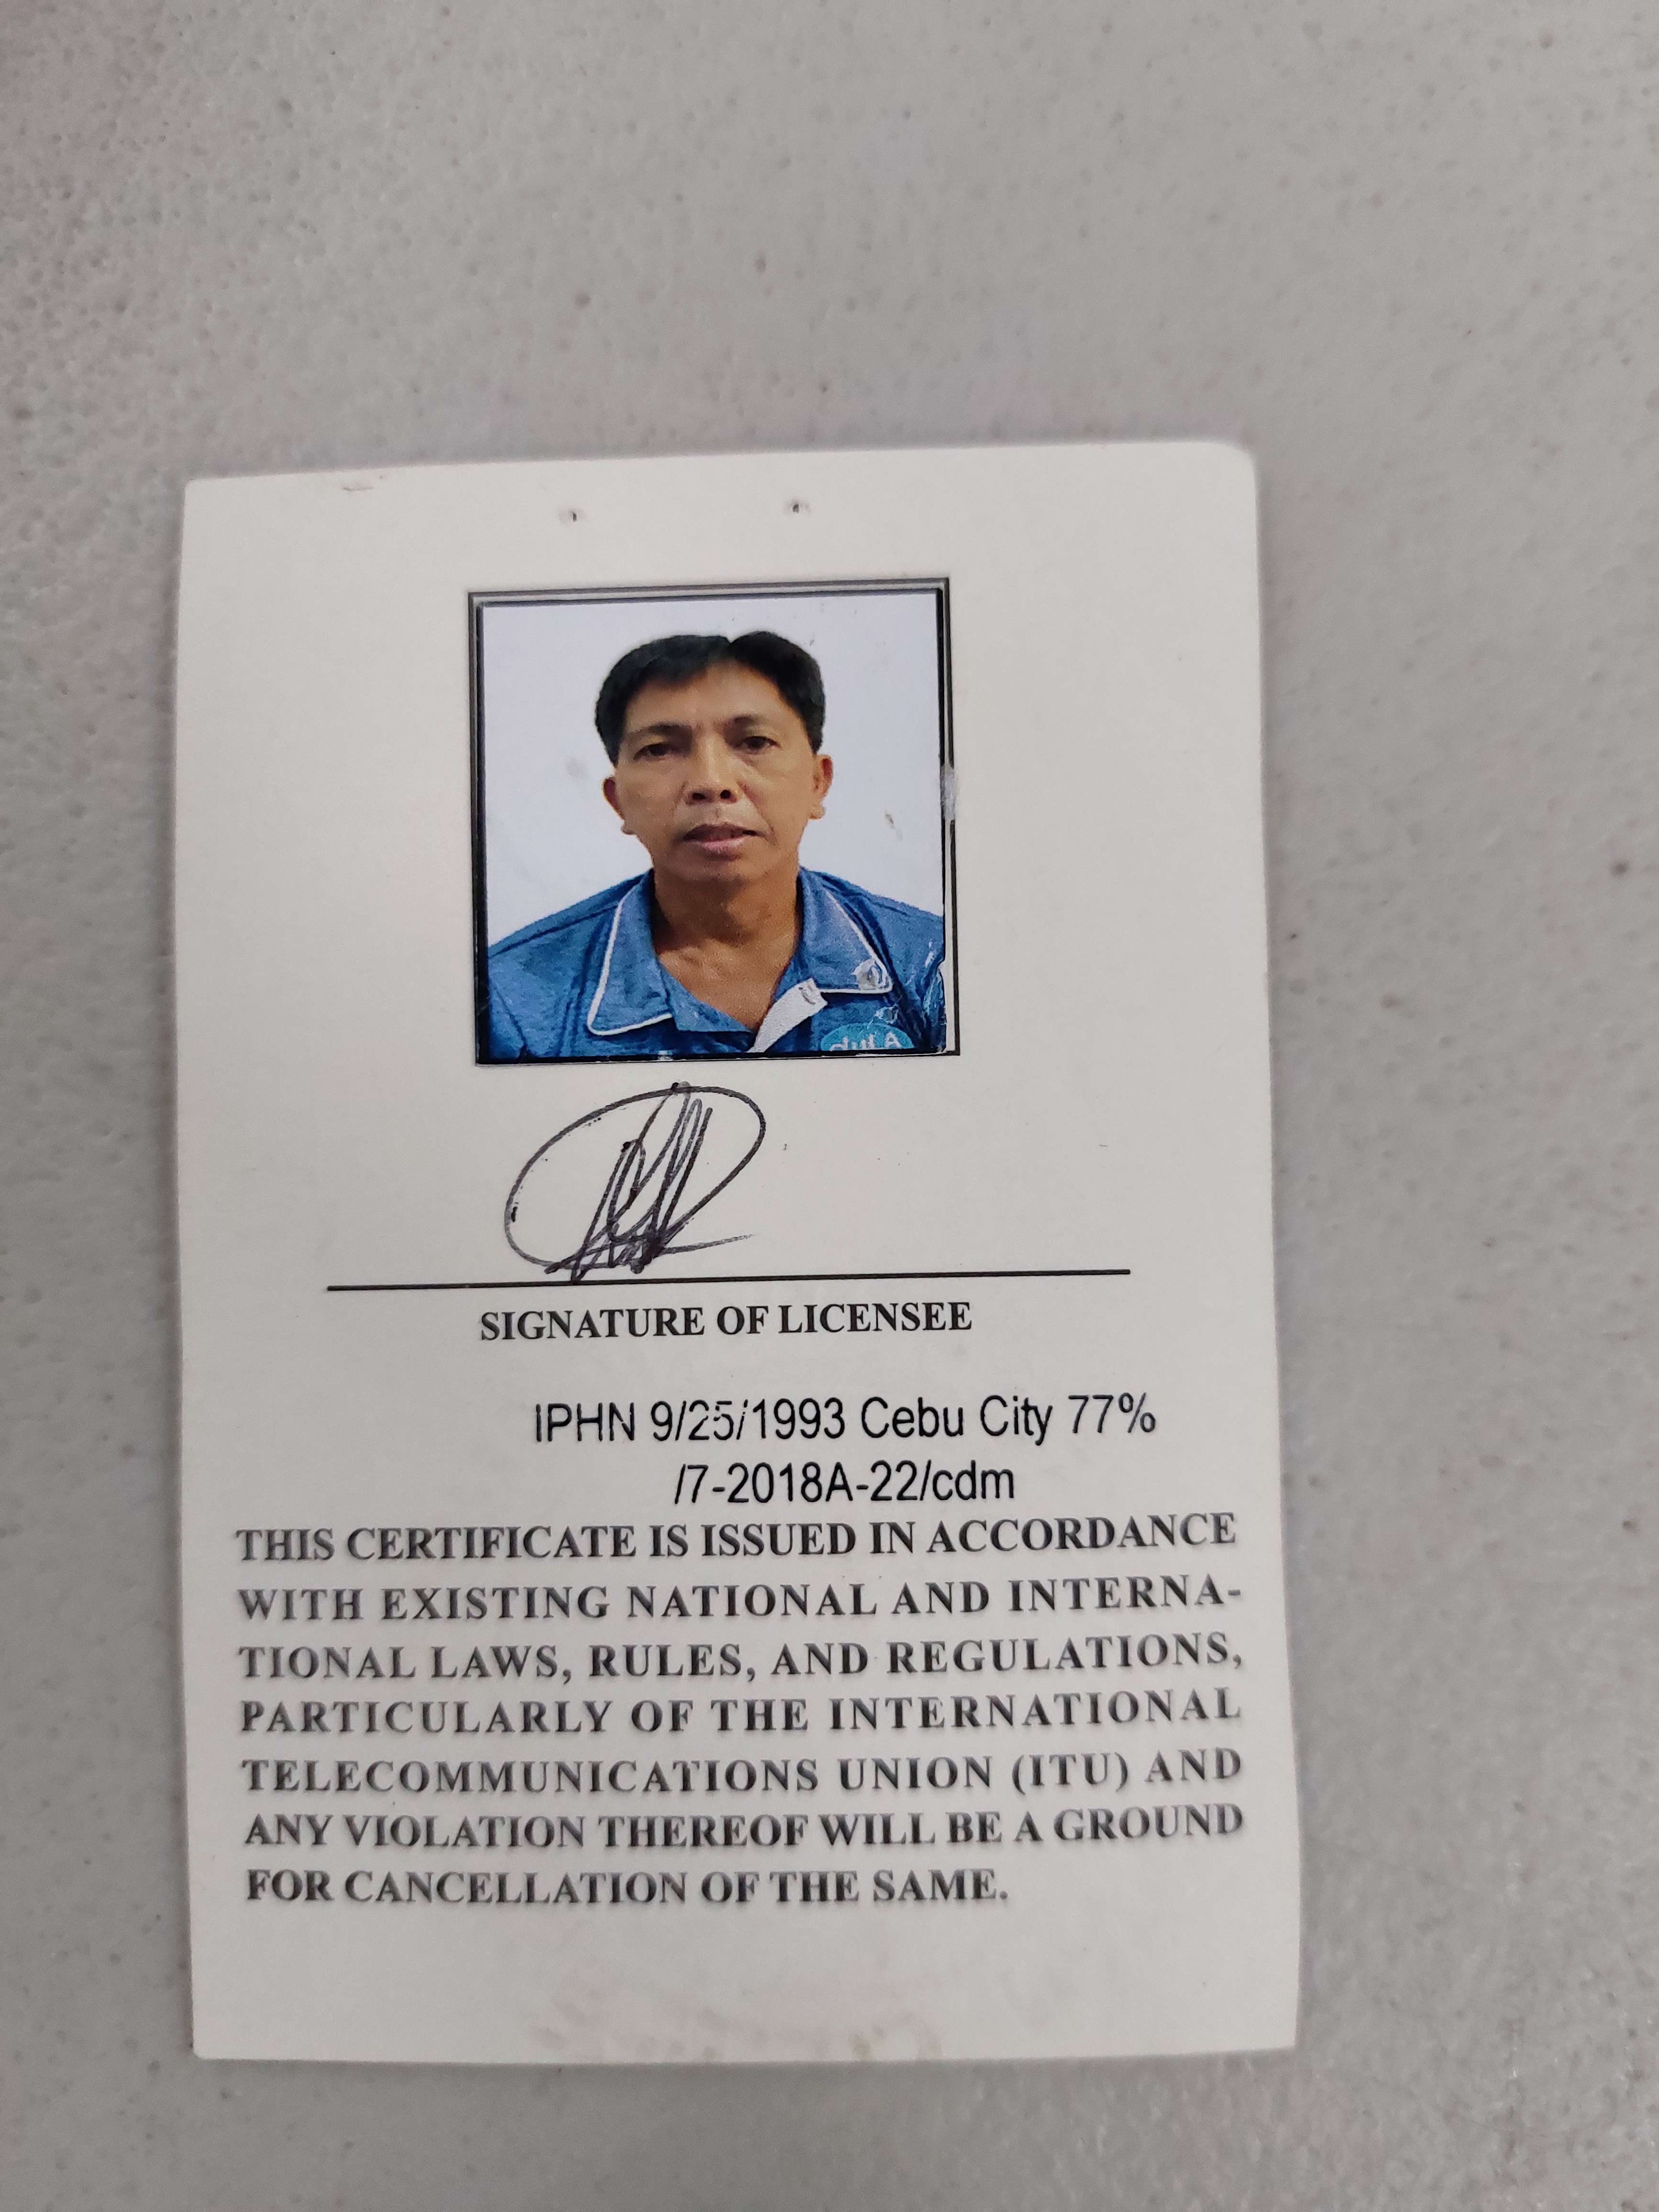 SIGNATURE OF LICENSEE
IPHN 9/25/1993 Cebu City 77%
/7-2018A-22/cdm
THIS CERTIFICATE IS ISSUED IN ACCORDANCE
WITH EXISTING NATIONAL AND INTERNA-
TIONAL LAWS, RULES, AND REGULATIONS,
PARTICULARLY OF THE INTERNATIONAL
TELECOMMUNICATIONS UNION (ITU) AND
ANY VIOLATION THEREOF WILL BE A GROUND
FOR CANCELLATION OF THE SAME.